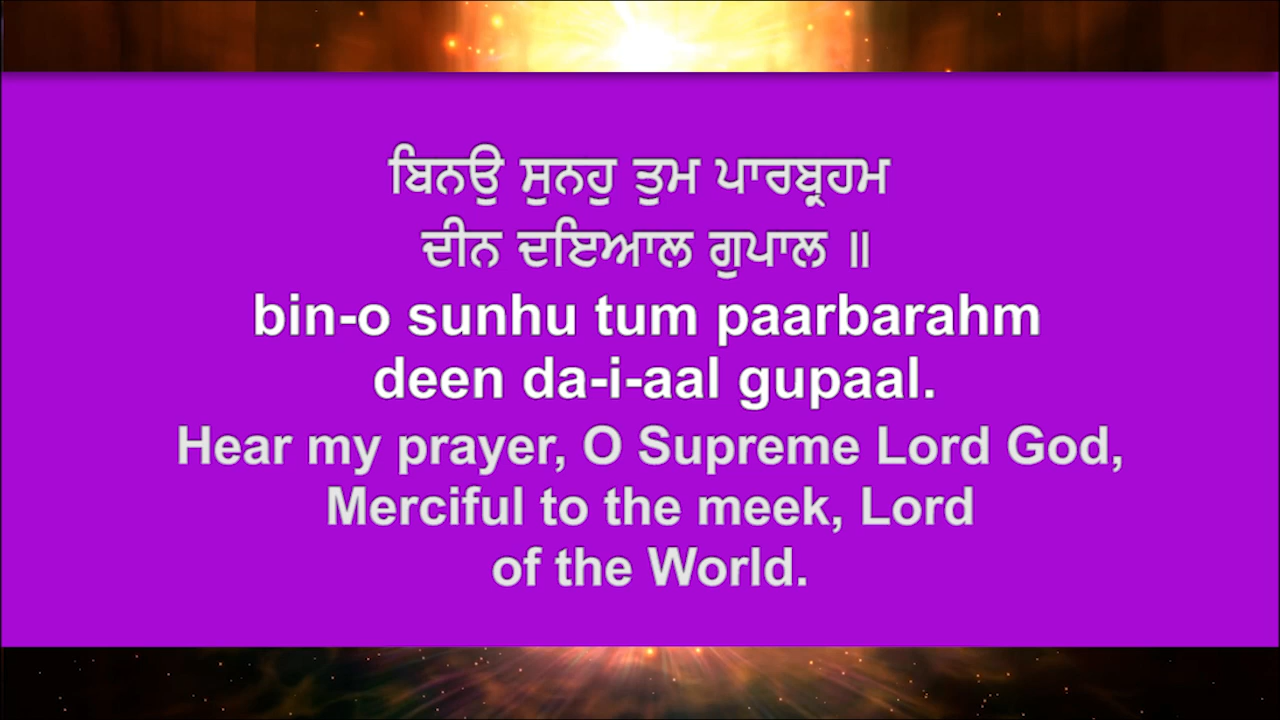 ਬਿਨਉ ਸੁਨਹੁ ਤੁਮ ਪਾਰਬ੍ਰਹਮ
ਦੀਨ ਦਇਆਲ ਗੁਪਾਲ ॥
bin-o sunhu tum paarbarahm
deen da-i-aal gupaal.
Hear my prayer, O Supreme Lord God,
Merciful to the meek, Lord
of the World.